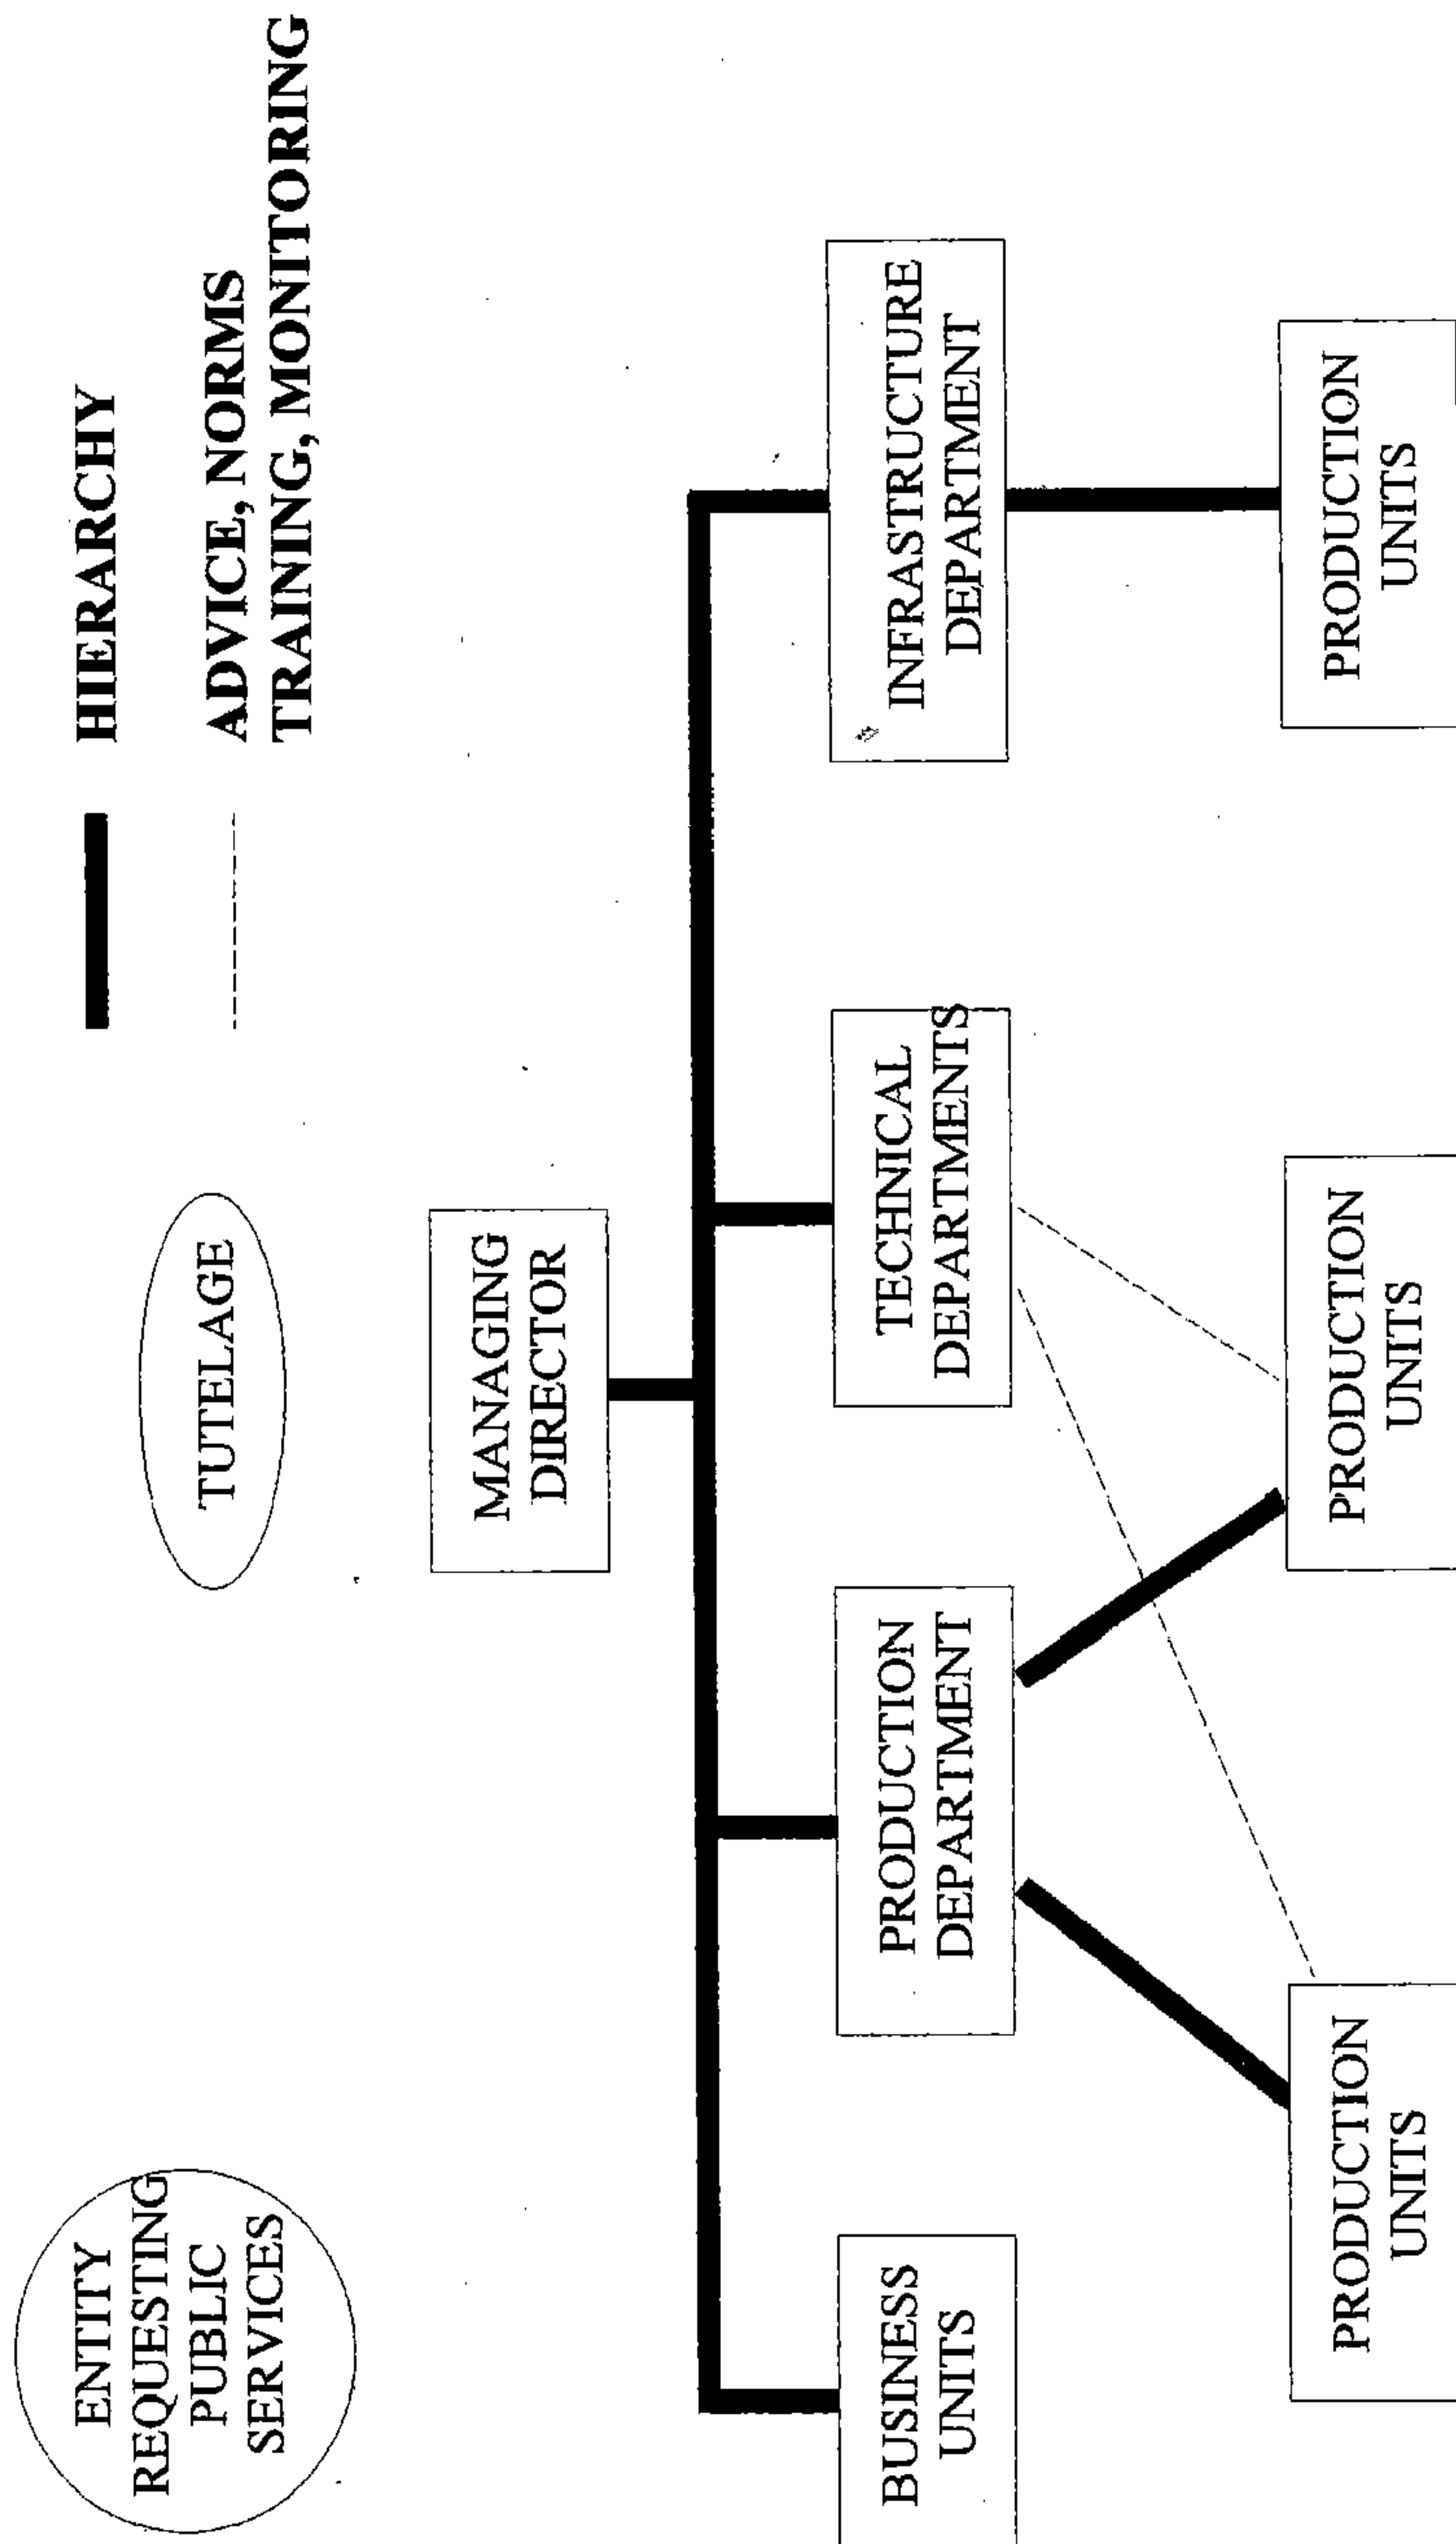 ENTITY
REQUESTING
PUBLIC
SERVICES
TUTELAGE
HIERARCHY
ADVICE, NORMS
TRAINING, MONITORING
MANAGING
DIRECTOR
BUSINESS
UNITS
PRODUCTION
DEPARTMENT
TECHNICAL
DEPARTMENTS
INFRASTRUCTURE
DEPARTMENT
PRODUCTION
UNITS
PRODUCTION
UNITS
PRODUCTION
UNITS